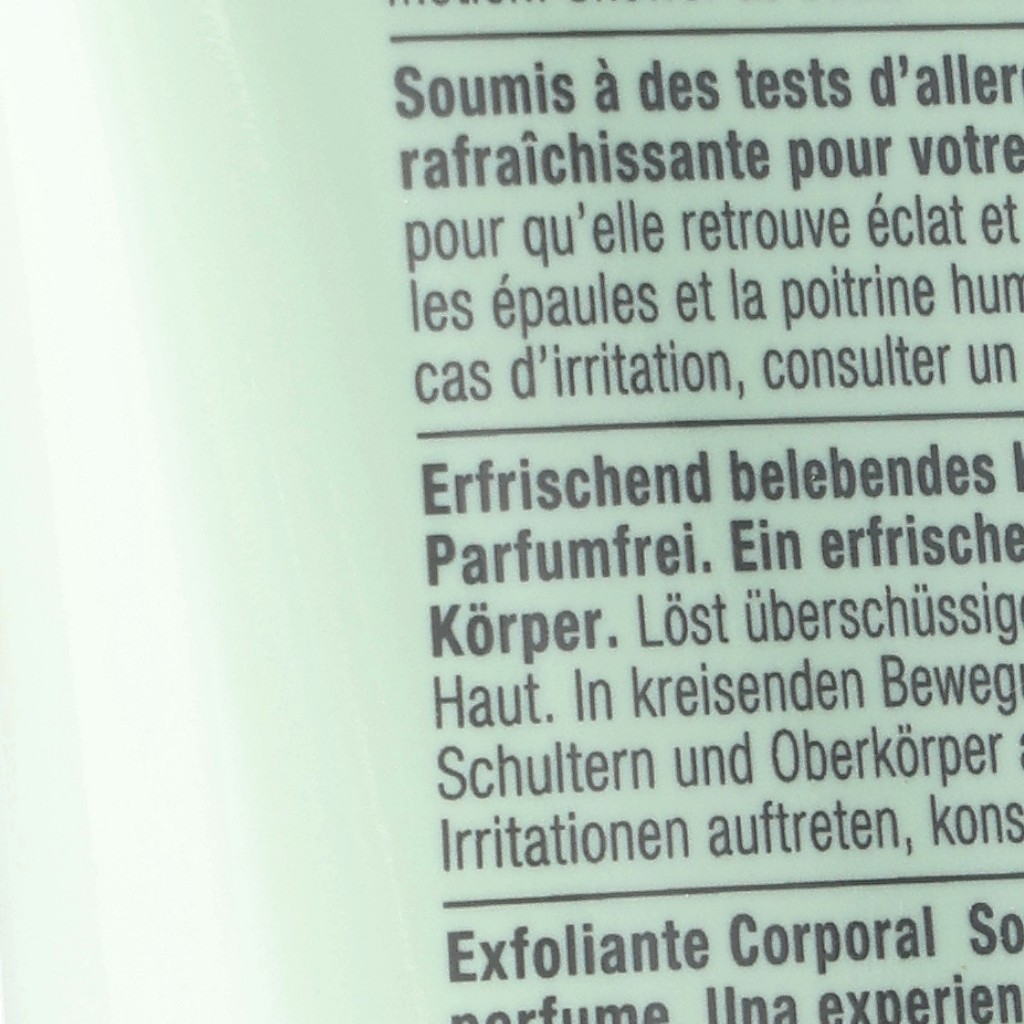 Soumis à des tests d'aller
rafraîchissante pour votre
pour qu'elle retrouve éclat et
les épaules et la poitrine hum
cas d'irritation, consulter un
Erfrischend belebendes
Parfumfrei. Ein erfrische
Körper. Löst überschüssig
Haut. In kreisenden Beweg
Schultern und Oberkörper a
Irritationen auftreten, kons
Exfoliante Corporal So
perfume. Una experien